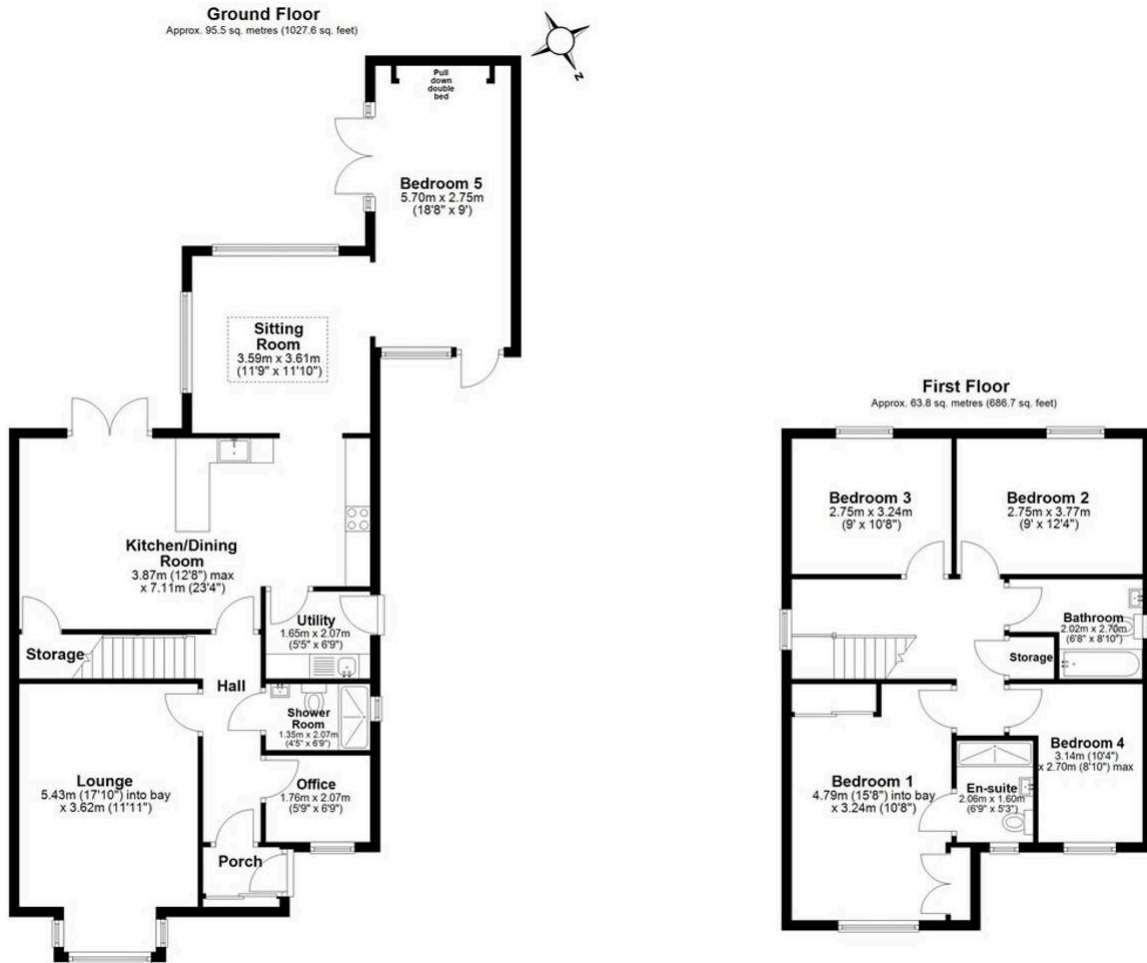 Ground Floor
Approx. 95.5 sq. metres (1027.6 sq. feet)
N
Pull
down
double
bed
Bedroom 5
5.70m x 2.75m
(18'8" x 9')
Sitting
Room
3.59m x 3.61m
(11'9" x 11'10")
Kitchen/Dining
Room
3.87m (12'8") max
x 7.11m (23'4")
Utility
1.65m x 2.07m
(5'5" x 6'9")
Storage
Hall
Shower
Room
1.35m x 2.07m
(4'5" x 6'9")
Lounge
5.43m (17'10") into bay
x 3.62m (11'11")
Office
1.76m x 2.07m
(5'9" x 6'9")
Porch
First Floor
Approx. 63.8 sq. metres (686.7 sq. feet)
Bedroom 3
2.75m x 3.24m
(9' x 10'8")
Bedroom 2
2.75m x 3.77m
(9' x 12'4")
Bathroom
2.02m x 2.70m
(6'8" x 8'10")
Storage
Bedroom 1
4.79m (15'8") into bay
x 3.24m (10'8")
En-suite
2.06m x 1.60m
(6'9" x 5'3")
Bedroom 4
3.14m (10'4")
x 2.70m (8'10") max